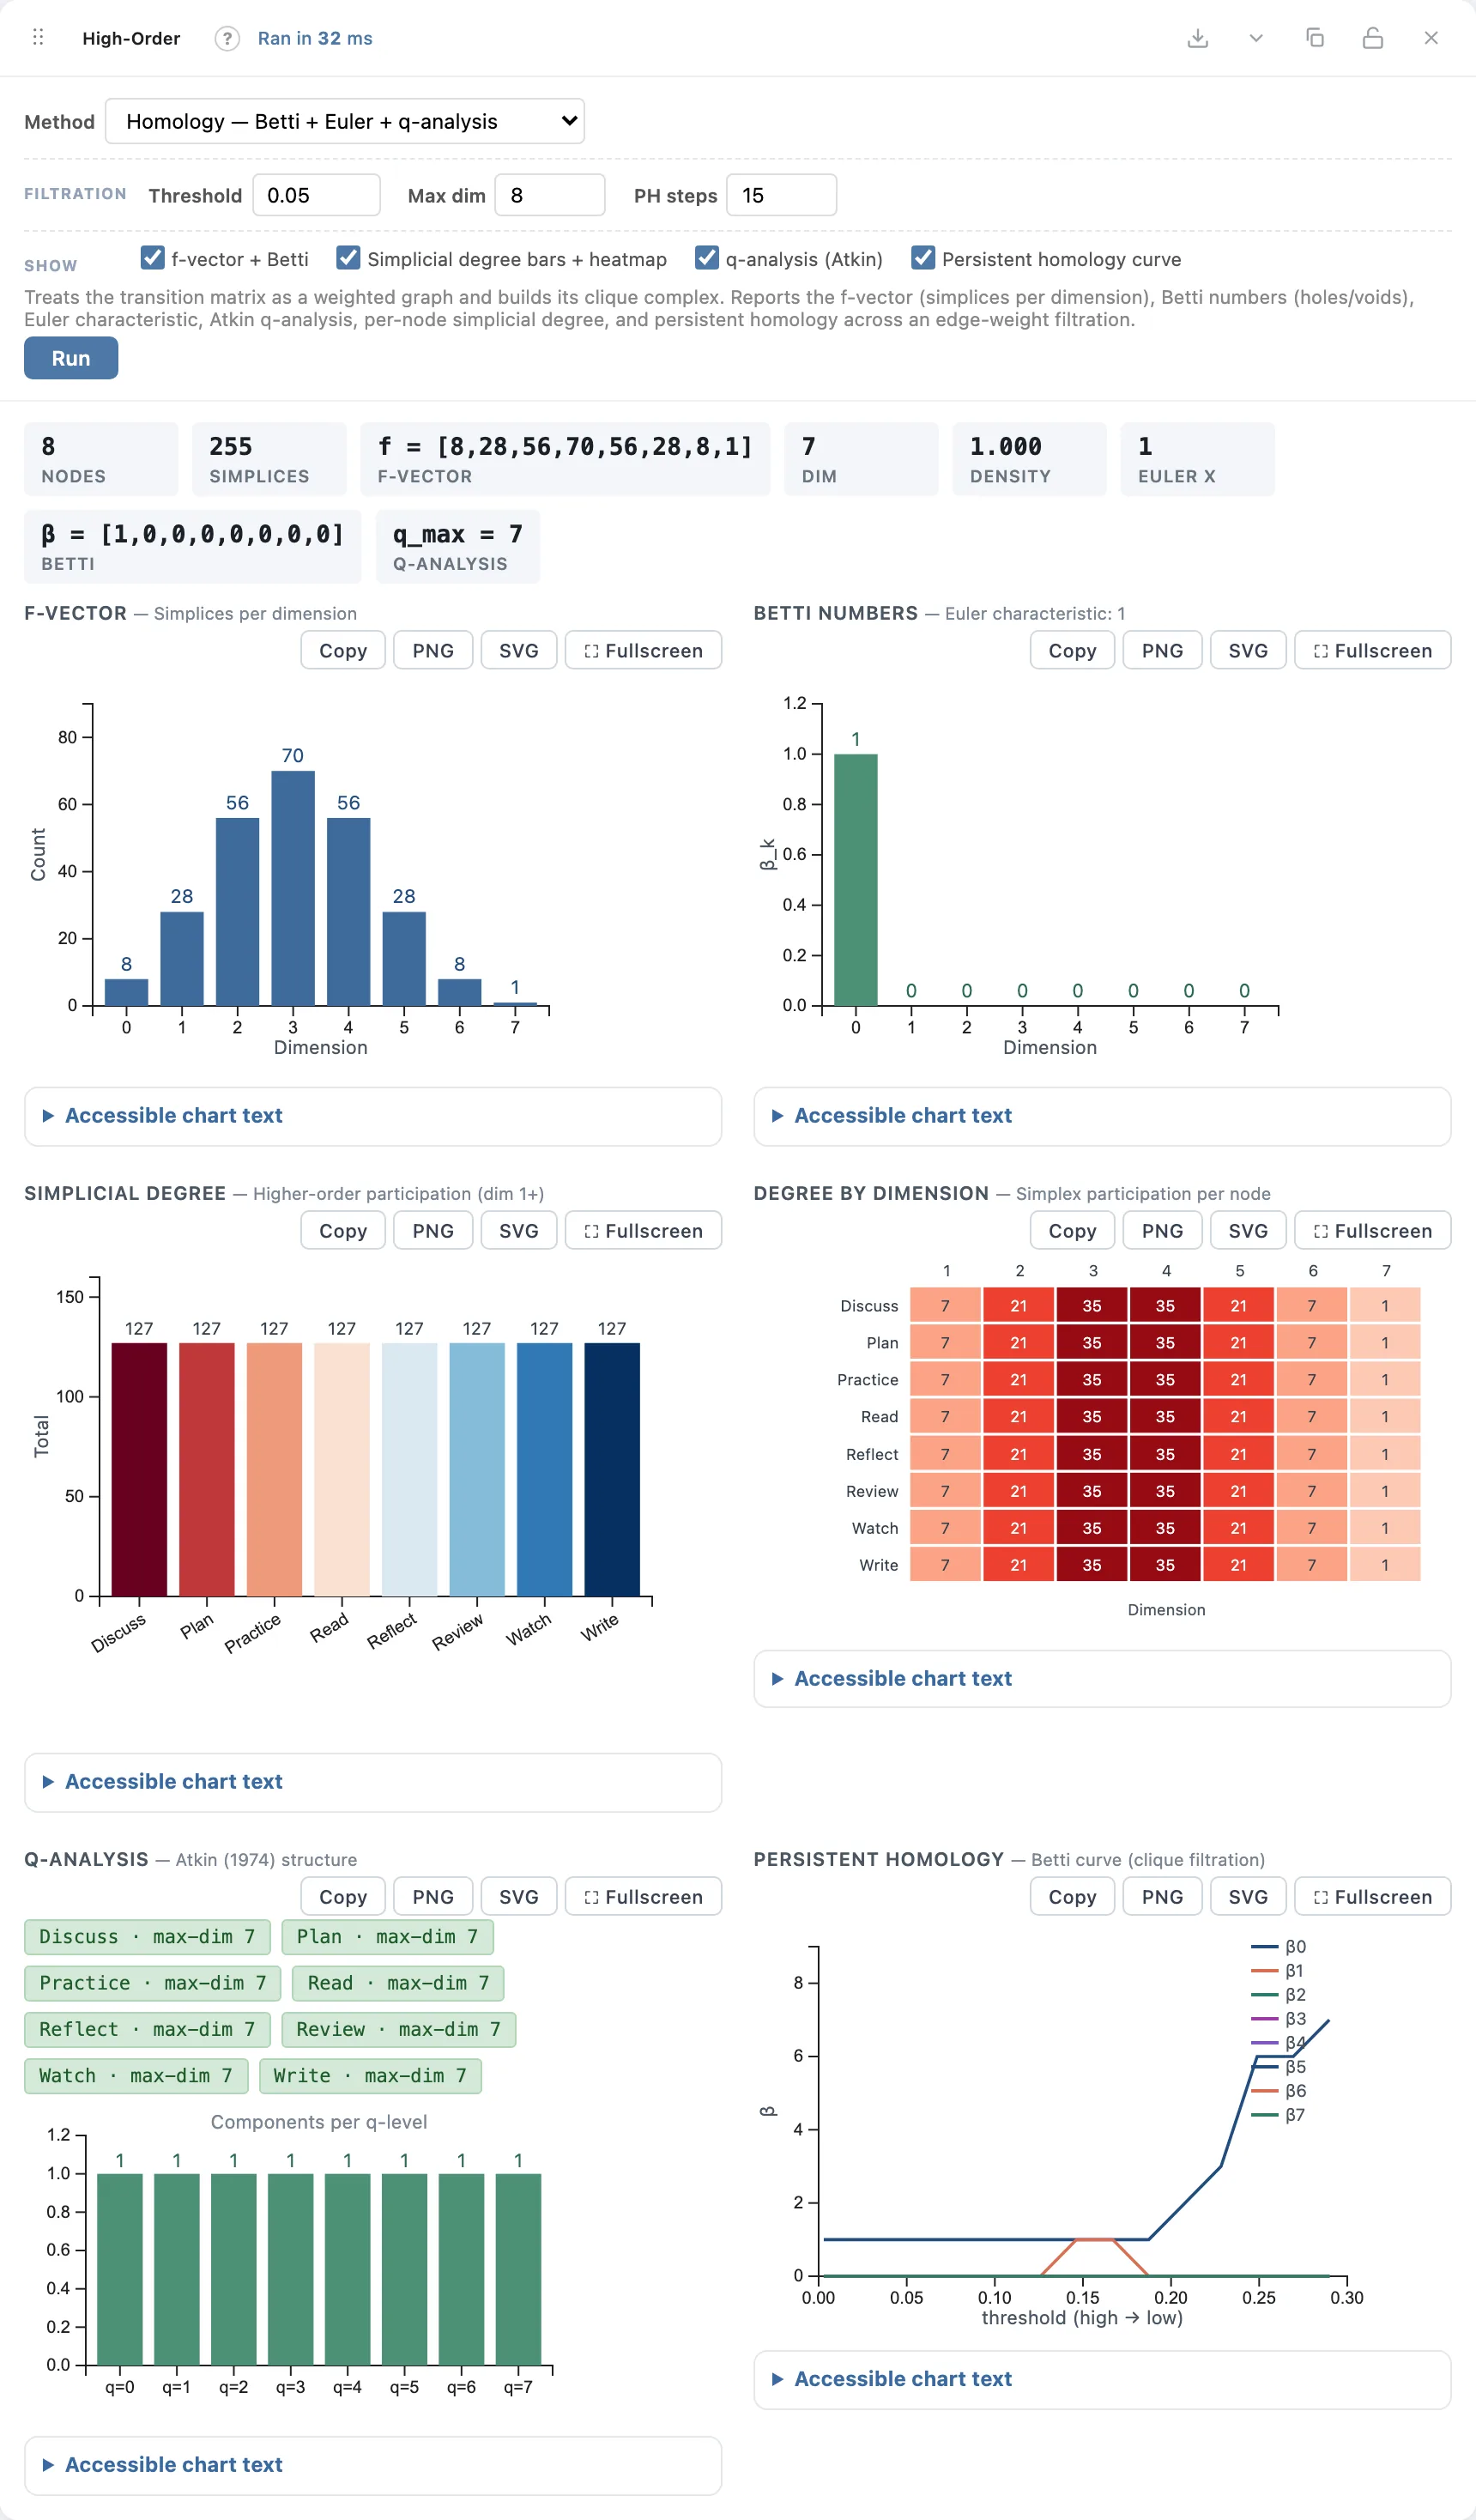 High-Order ? Ran in 32 ms
Method Homology — Betti + Euler + q-analysis
FILTRATION Threshold 0.05 Max dim 8 PH steps 15
SHOW f-vector + Betti Simplicial degree bars + heatmap q-analysis (Atkin) Persistent homology curve
Treats the transition matrix as a weighted graph and builds its clique complex. Reports the f-vector (simplices per dimension), Betti numbers (holes/voids),
Euler characteristic, Atkin q-analysis, per-node simplicial degree, and persistent homology across an edge-weight filtration.
Run
8 255 f = [8,28,56,70,56,28,8,1] 7 1.000 1
NODES SIMPLICES F-VECTOR DIM DENSITY EULER X
β = [1,0,0,0,0,0,0,0] q_max = 7
BETTI Q-ANALYSIS
F-VECTOR — Simplices per dimension
Copy PNG SVG Fullscreen
80
60
40
20
0
Count
8 28 56 70 56 28 8 1
0 1 2 3 4 5 6 7
Dimension
Accessible chart text
BETTI NUMBERS — Euler characteristic: 1
Copy PNG SVG Fullscreen
1.2
1.0
0.8
0.6
0.4
0.2
0.0
β_k
1 0 0 0 0 0 0 0
0 1 2 3 4 5 6 7
Dimension
Accessible chart text
SIMPLICIAL DEGREE — Higher-order participation (dim 1+)
Copy PNG SVG Fullscreen
150
100
50
0
Total
127 127 127 127 127 127 127 127
Discuss Plan Practice Read Reflect Review Watch Write
Accessible chart text
DEGREE BY DIMENSION — Simplex participation per node
Copy PNG SVG Fullscreen
1 2 3 4 5 6 7
Discuss 7 21 35 35 21 7 1
Plan 7 21 35 35 21 7 1
Practice 7 21 35 35 21 7 1
Read 7 21 35 35 21 7 1
Reflect 7 21 35 35 21 7 1
Review 7 21 35 35 21 7 1
Watch 7 21 35 35 21 7 1
Write 7 21 35 35 21 7 1
Dimension
Accessible chart text
Q-ANALYSIS — Atkin (1974) structure
Copy PNG SVG Fullscreen
Discuss · max-dim 7 Plan · max-dim 7
Practice · max-dim 7 Read · max-dim 7
Reflect · max-dim 7 Review · max-dim 7
Watch · max-dim 7 Write · max-dim 7
Components per q-level
1.2
1.0
0.8
0.6
0.4
0.2
0.0
1 1 1 1 1 1 1 1
q=0 q=1 q=2 q=3 q=4 q=5 q=6 q=7
Accessible chart text
PERSISTENT HOMOLOGY — Betti curve (clique filtration)
Copy PNG SVG Fullscreen
β0
β1
β2
β3
β4
β5
β6
β7
8
6
4
2
0
β
0.00 0.05 0.10 0.15 0.20 0.25 0.30
threshold (high → low)
Accessible chart text